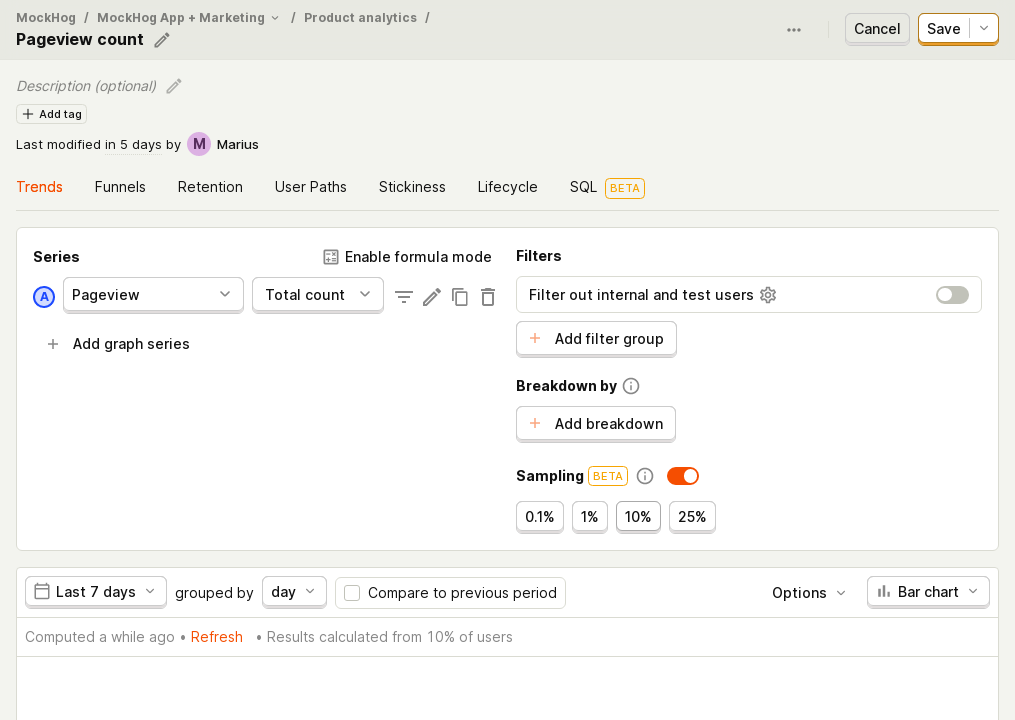 MockHog / MockHog App + Marketing / Product analytics /
Pageview count
Cancel
Save
Description (optional)
Add tag
Last modified in 5 days by M Marius
Trends Funnels Retention User Paths Stickiness Lifecycle SQL BETA
Series
Enable formula mode
A Pageview Total count
Add graph series
Filters
Filter out internal and test users
Add filter group
Breakdown by
Add breakdown
Sampling BETA
0.1% 1% 10% 25%
Last 7 days grouped by day Compare to previous period Options Bar chart
Computed a while ago • Refresh • Results calculated from 10% of users